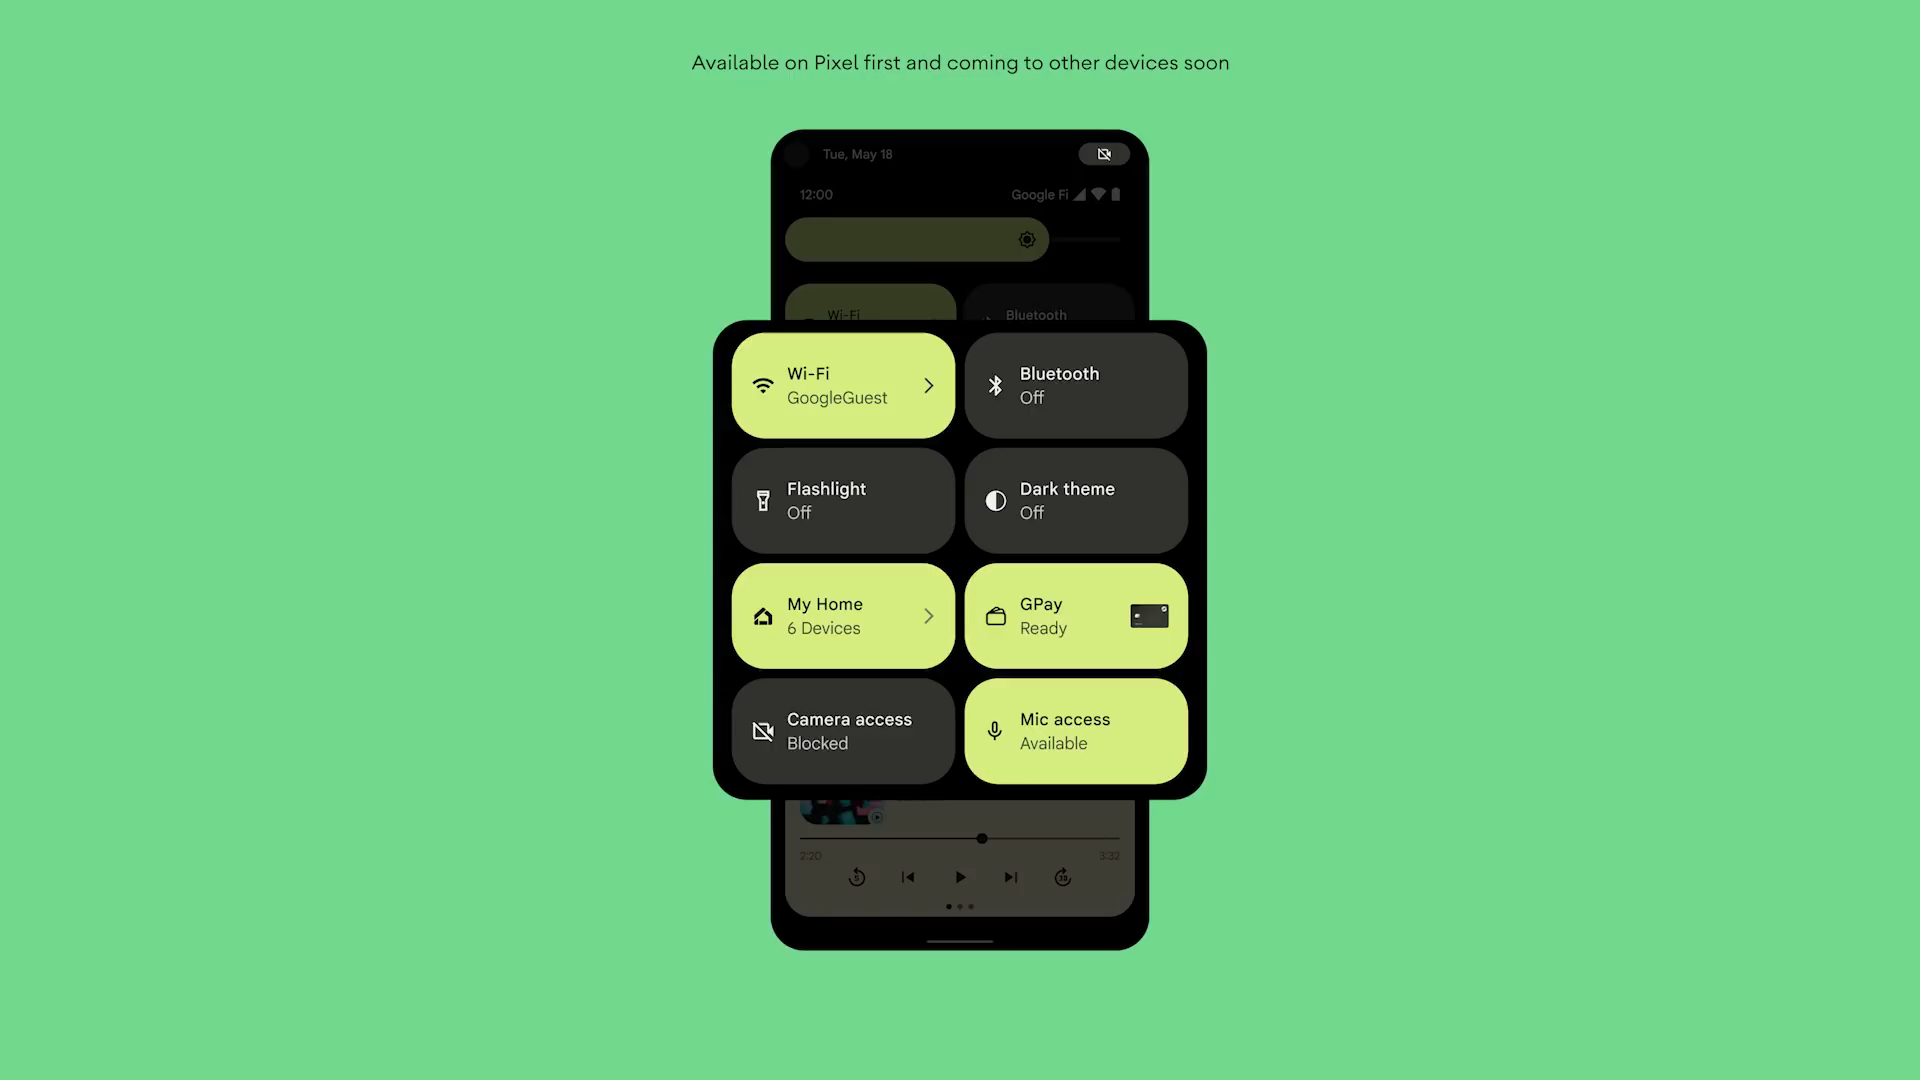 Available on Pixel first and coming to other devices soon
Tue, May 18
12:00
Google Fi
Wi-Fi
Bluetooth
Wi-Fi
GoogleGuest
Bluetooth
Off
Flashlight
Off
Dark theme
Off
My Home
6 Devices
GPay
Ready
Camera access
Blocked
Mic access
Available
2:20
3:32
5
30